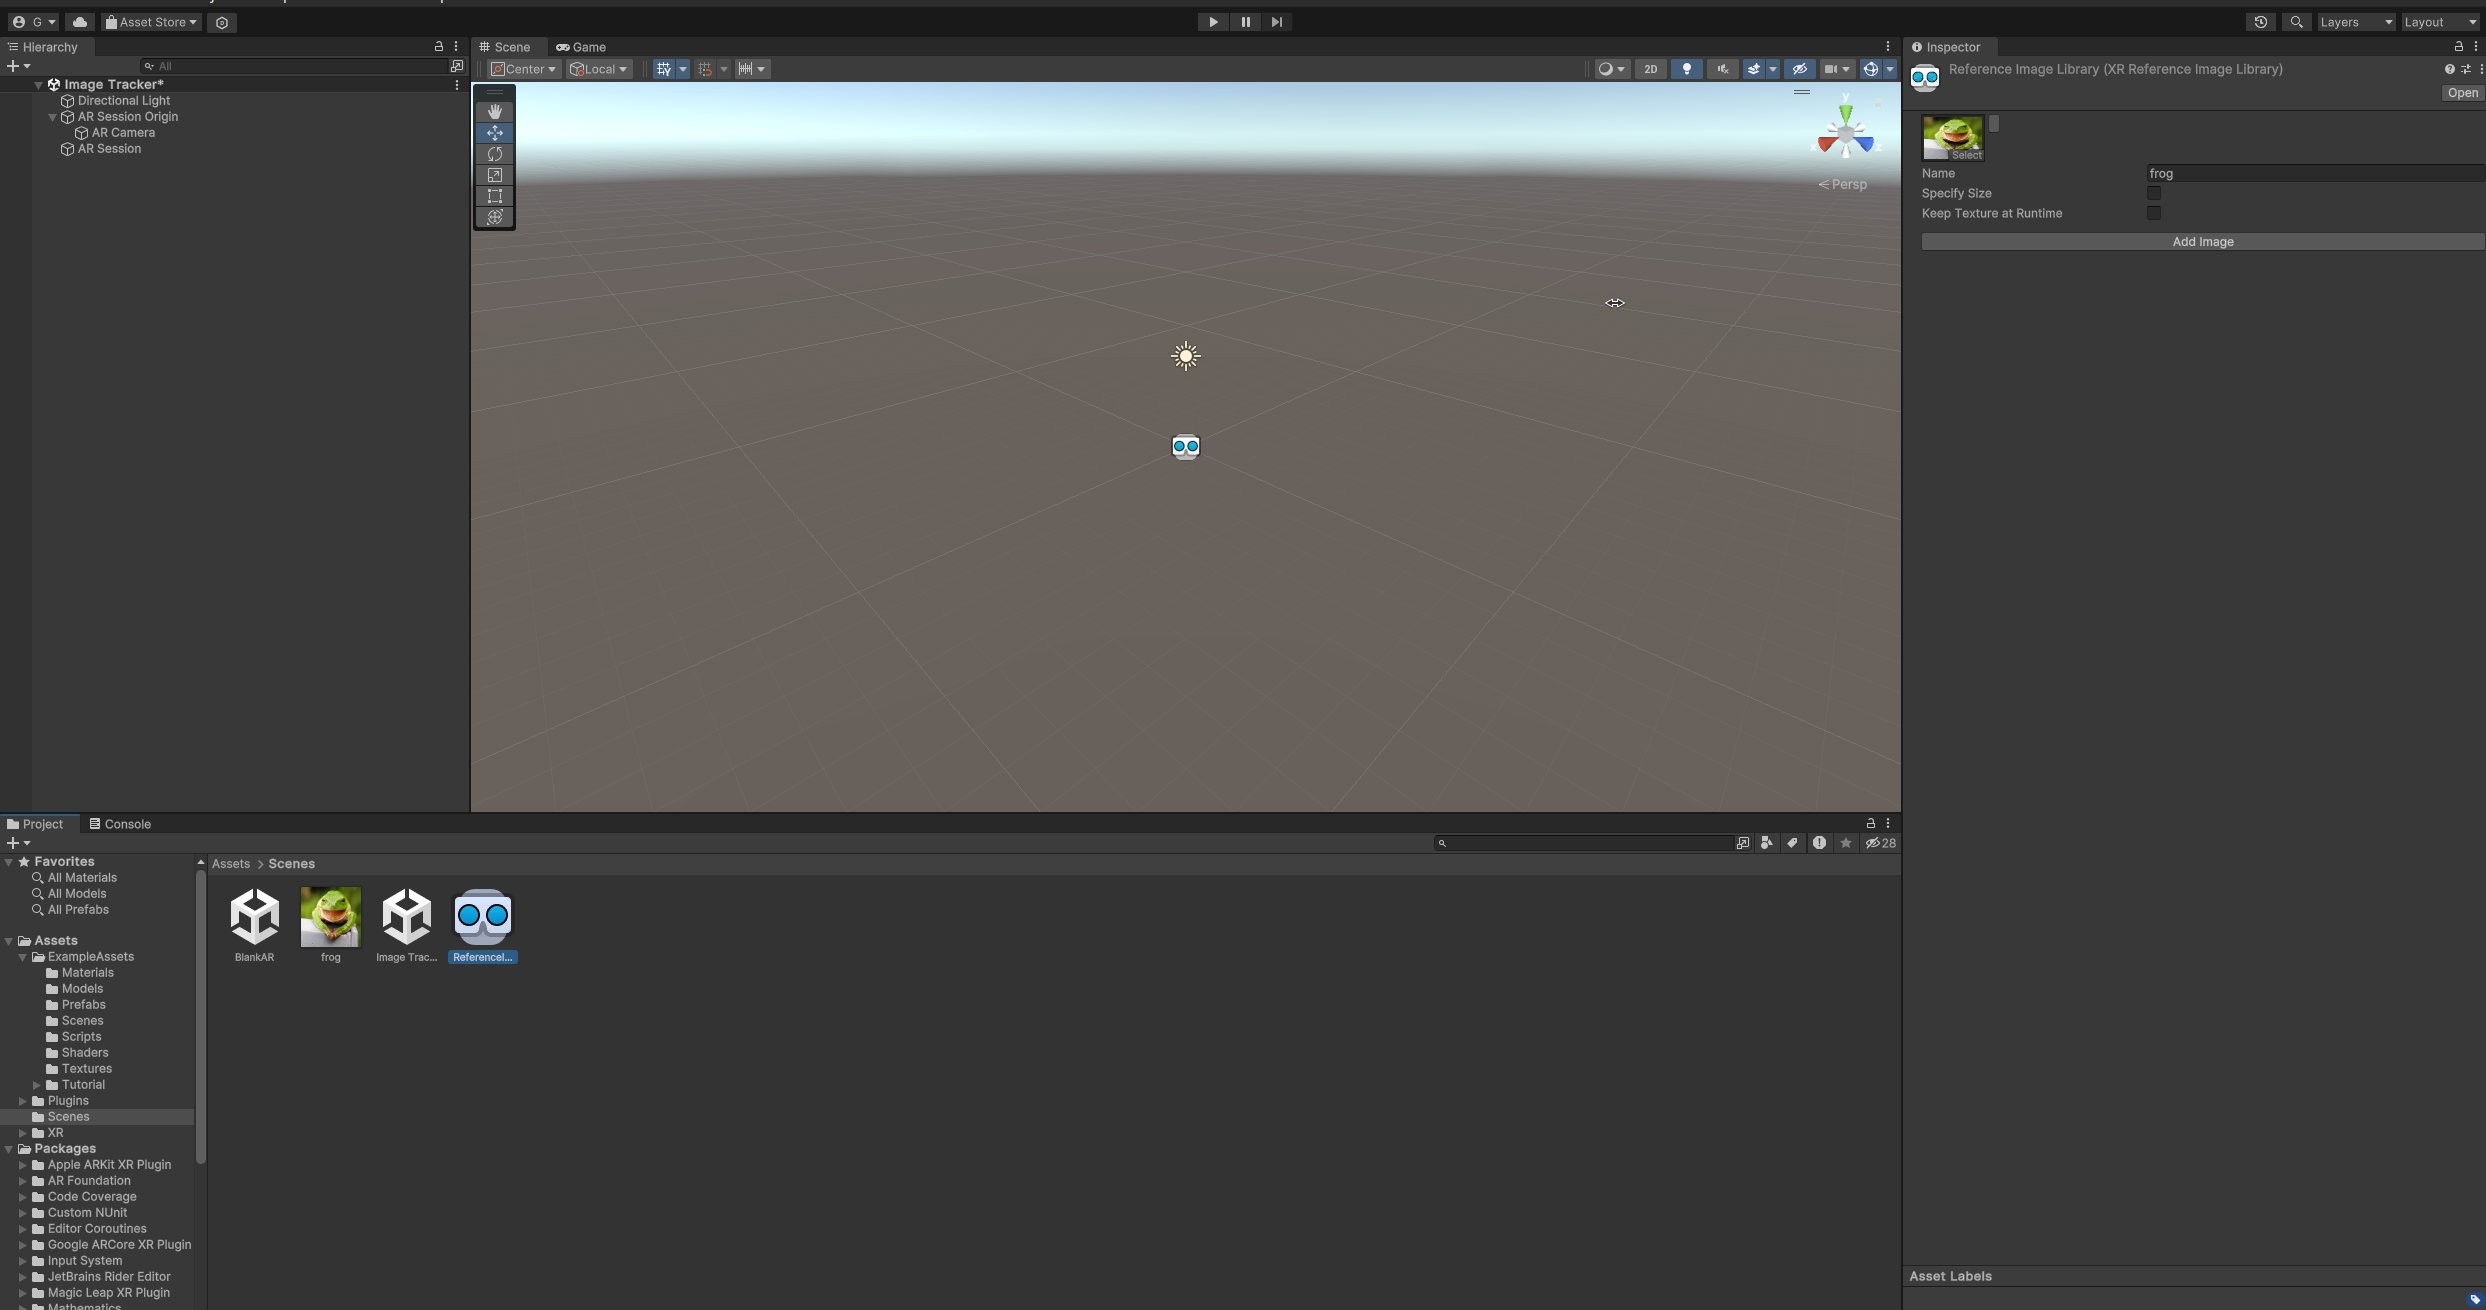 G
Asset Store
Layers
Layout
Hierarchy
All
Image Tracker*
Directional Light
AR Session Origin
AR Camera
AR Session
Scene
Game
Center
Local
2D
y
x
z
< Persp
Inspector
Reference Image Library (XR Reference Image Library)
Open
Select
Name
frog
Specify Size
Keep Texture at Runtime
Add Image
Project
Console
28
Favorites
All Materials
All Models
All Prefabs
Assets
ExampleAssets
Materials
Models
Prefabs
Scenes
Scripts
Shaders
Textures
Tutorial
Plugins
Scenes
XR
Packages
Apple ARKit XR Plugin
AR Foundation
Code Coverage
Custom NUnit
Editor Coroutines
Google ARCore XR Plugin
Input System
JetBrains Rider Editor
Magic Leap XR Plugin
Mathematics
Assets > Scenes
BlankAR
frog
Image Trac...
ReferenceI...
Asset Labels